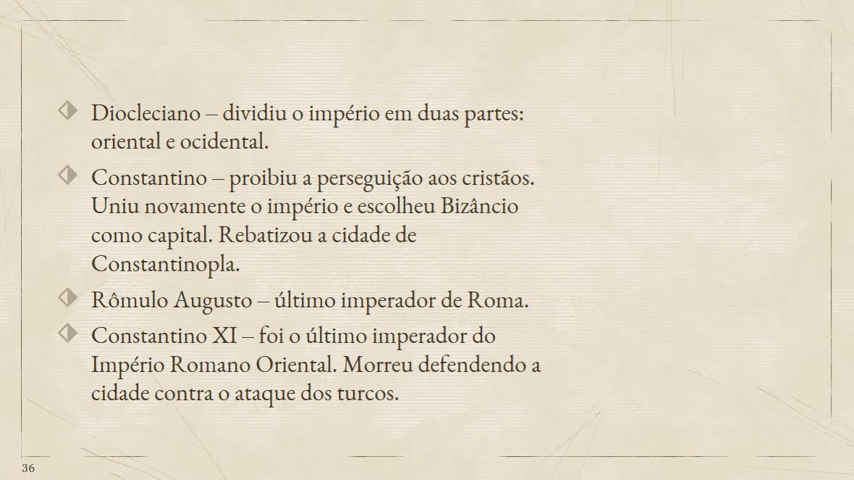 Diocleciano – dividiu o império em duas partes:
oriental e ocidental.
Constantino – proibiu a perseguição aos cristãos.
Uniu novamente o império e escolheu Bizâncio
como capital. Rebatizou a cidade de
Constantinopla.
Rômulo Augusto – último imperador de Roma.
Constantino XI – foi o último imperador do
Império Romano Oriental. Morreu defendendo a
cidade contra o ataque dos turcos.
36